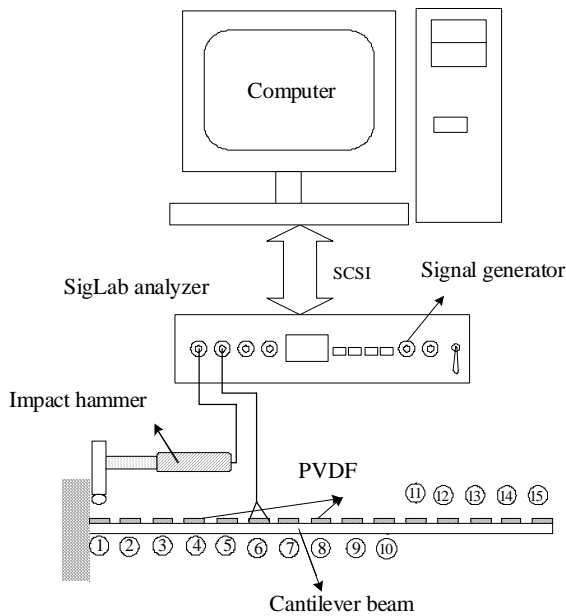 Computer
SCSI
Signal generator
SigLab analyzer
Impact hammer
PVDF
11 12 13 14 15
1 2 3 4 5 6 7 8 9 10
Cantilever beam